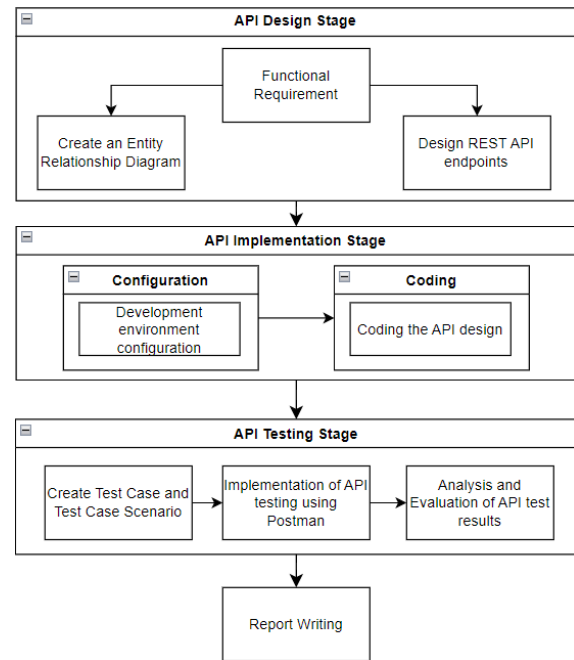 API Design Stage
Functional
Requirement
Create an Entity
Relationship Diagram
Design REST API
endpoints
API Implementation Stage
Configuration
Development
environment
configuration
Coding
Coding the API design
API Testing Stage
Create Test Case and
Test Case Scenario
Implementation of API
testing using
Postman
Analysis and
Evaluation of API test
results
Report Writing